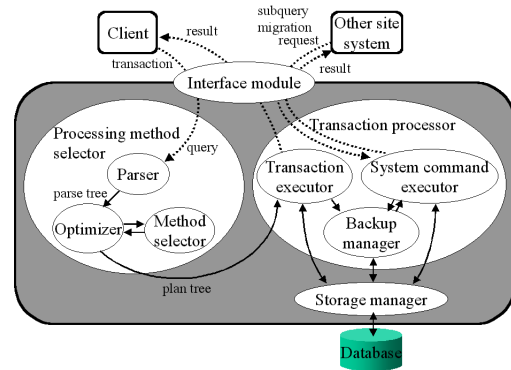 Client
result
transaction
subquery
migration
request
Other site
system
result
Interface module
Processing method
selector
query
Parser
parse tree
Optimizer
Method
selector
plan tree
Transaction processor
Transaction
executor
System command
executor
Backup
manager
Storage manager
Database